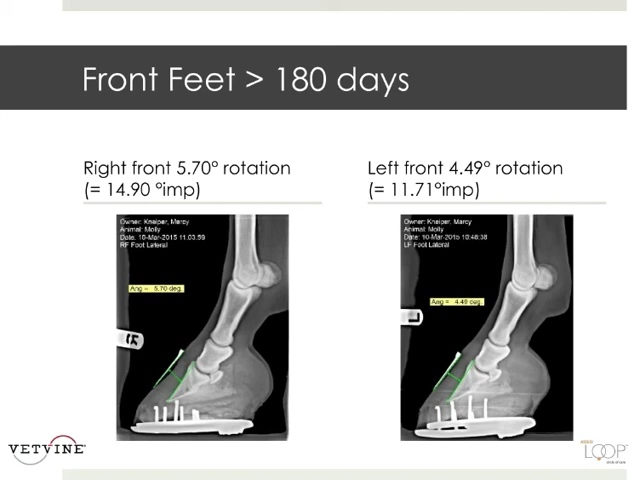 Front Feet > 180 days
Right front 5.70° rotation
(= 14.90 °imp)
Left front 4.49° rotation
(= 11.71°imp)
Owner: Kneiper, Marcy
Animal: Molly
Date: 10-Mar-2015 11:03:59
RF Foot Lateral
Ang = 5.70 deg.
R
Owner: Kneiper, Marcy
Animal: Molly
Date: 10-Mar-2015 10:48:38
LF Foot Lateral
Ang = 4.49 deg.
L
VETVINE
LOOP